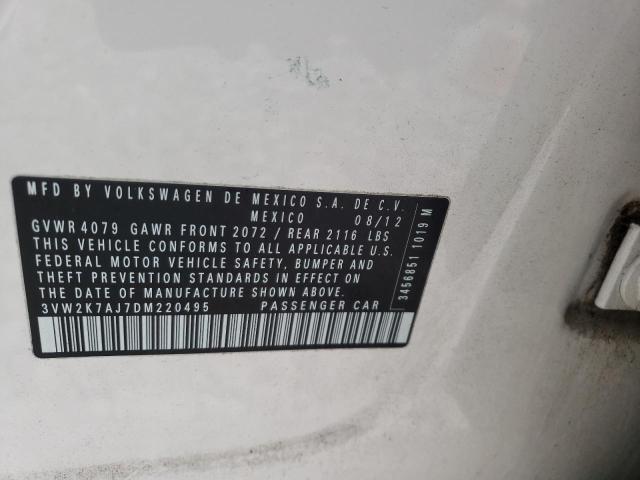 MFD BY VOLKSWAGEN DE MEXICO S.A. DE C.V.
MEXICO 08/12
GVWR 4079 GAWR FRONT 2072 / REAR 2116 LBS
THIS VEHICLE CONFORMS TO ALL APPLICABLE U.S.
FEDERAL MOTOR VEHICLE SAFETY, BUMPER AND
THEFT PREVENTION STANDARDS IN EFFECT ON
THE DATE OF MANUFACTURE SHOWN ABOVE.
3VW2K7AJ7DM220495 PASSENGER CAR
3456851 1019 M